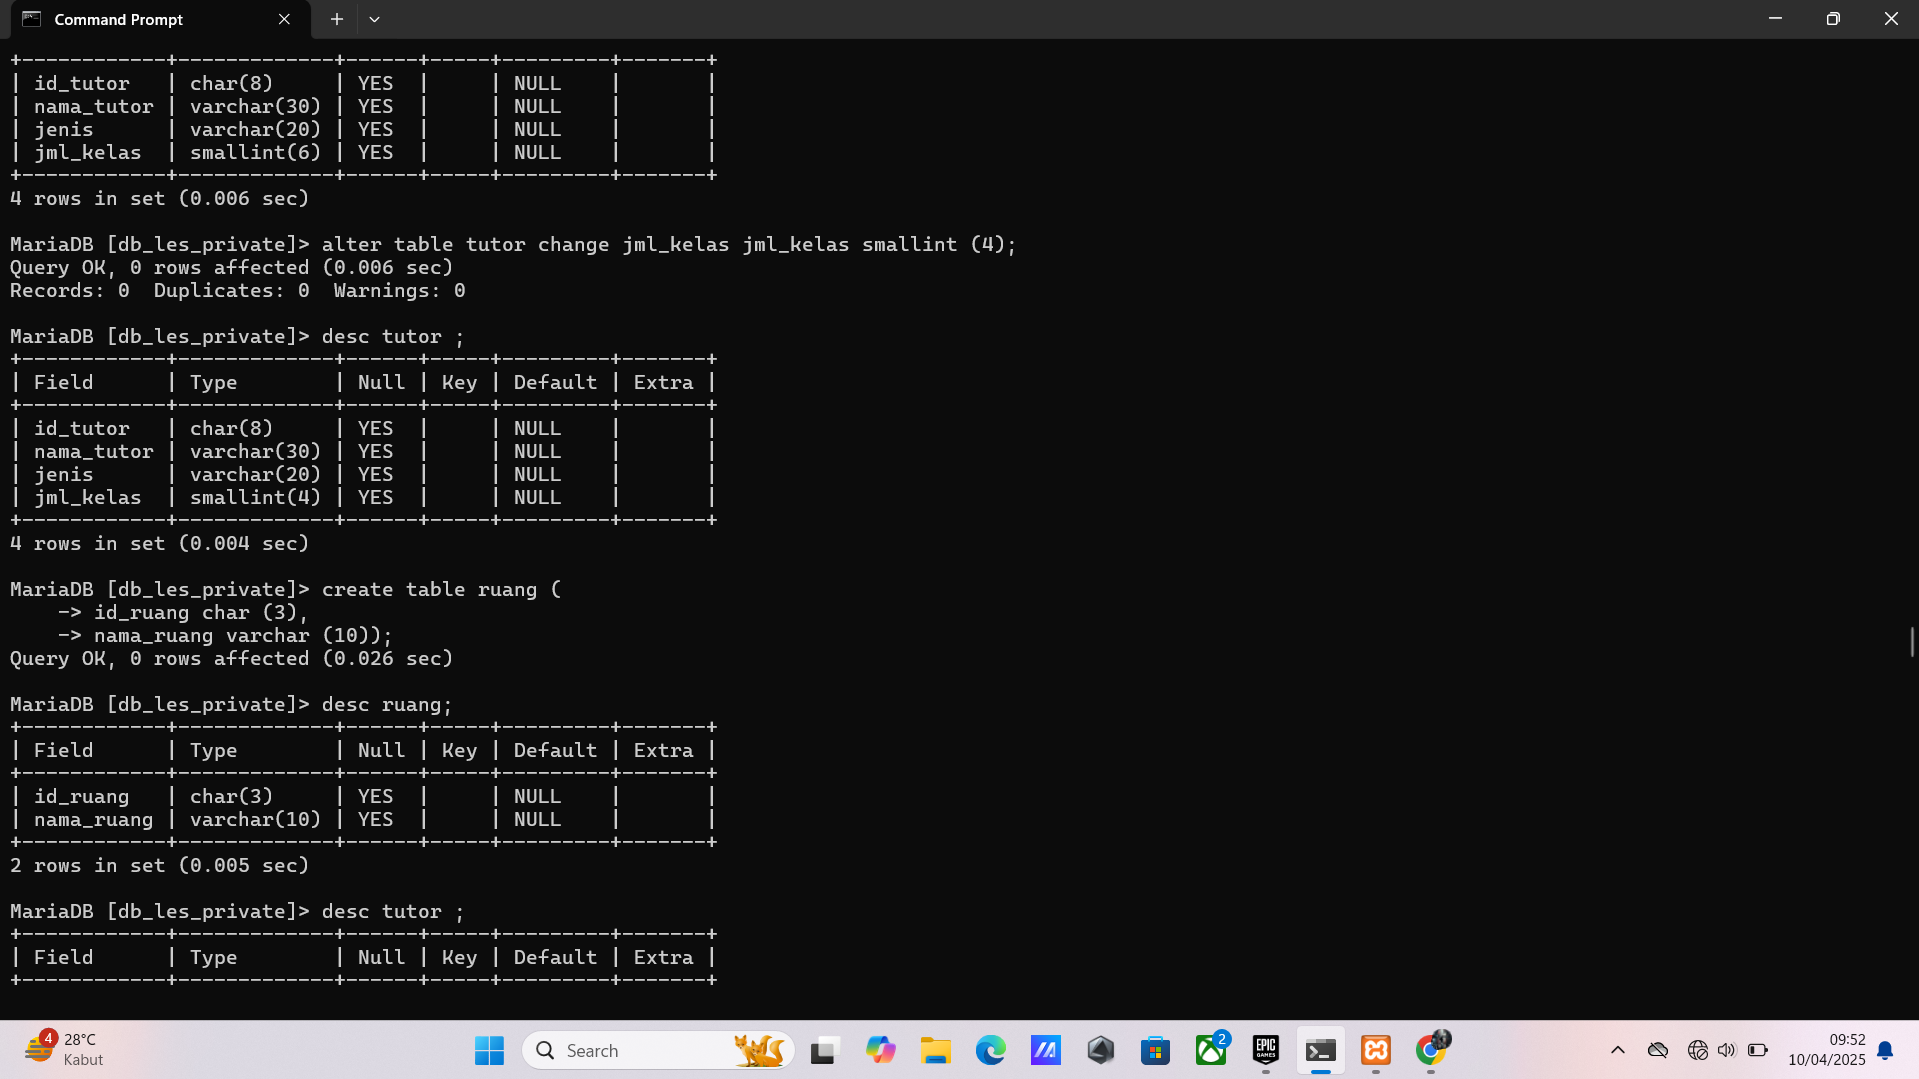 Command Prompt
+------------+-------------+------+-----+---------+-------+
| id_tutor   | char(8)     | YES  |     | NULL    |       |
| nama_tutor | varchar(30) | YES  |     | NULL    |       |
| jenis      | varchar(20) | YES  |     | NULL    |       |
| jml_kelas  | smallint(6) | YES  |     | NULL    |       |
+------------+-------------+------+-----+---------+-------+
4 rows in set (0.006 sec)
MariaDB [db_les_private]> alter table tutor change jml_kelas jml_kelas smallint (4);
Query OK, 0 rows affected (0.006 sec)
Records: 0  Duplicates: 0  Warnings: 0
MariaDB [db_les_private]> desc tutor ;
+------------+-------------+------+-----+---------+-------+
| Field      | Type        | Null | Key | Default | Extra |
+------------+-------------+------+-----+---------+-------+
| id_tutor   | char(8)     | YES  |     | NULL    |       |
| nama_tutor | varchar(30) | YES  |     | NULL    |       |
| jenis      | varchar(20) | YES  |     | NULL    |       |
| jml_kelas  | smallint(4) | YES  |     | NULL    |       |
+------------+-------------+------+-----+---------+-------+
4 rows in set (0.004 sec)
MariaDB [db_les_private]> create table ruang (
    -> id_ruang char (3),
    -> nama_ruang varchar (10));
Query OK, 0 rows affected (0.026 sec)
MariaDB [db_les_private]> desc ruang;
+------------+-------------+------+-----+---------+-------+
| Field      | Type        | Null | Key | Default | Extra |
+------------+-------------+------+-----+---------+-------+
| id_ruang   | char(3)     | YES  |     | NULL    |       |
| nama_ruang | varchar(10) | YES  |     | NULL    |       |
+------------+-------------+------+-----+---------+-------+
2 rows in set (0.005 sec)
MariaDB [db_les_private]> desc tutor ;
+------------+-------------+------+-----+---------+-------+
| Field      | Type        | Null | Key | Default | Extra |
+------------+-------------+------+-----+---------+-------+
4
28°C
Kabut
Search
2
EPIC
GAMES
09:52
10/04/2025